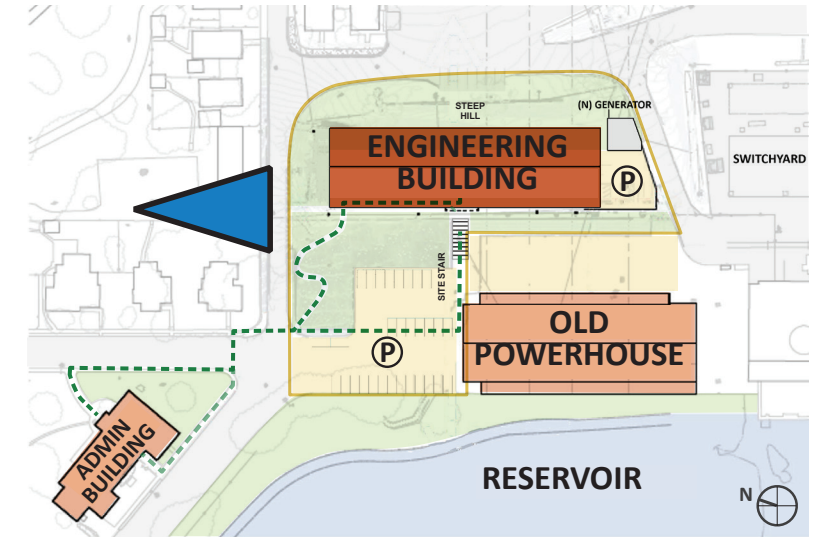 STEEP
HILL
(N) GENERATOR
ENGINEERING
BUILDING
P
SWITCHYARD
SITE STAIR
OLD
POWERHOUSE
P
ADMIN
BUILDING
RESERVOIR
N